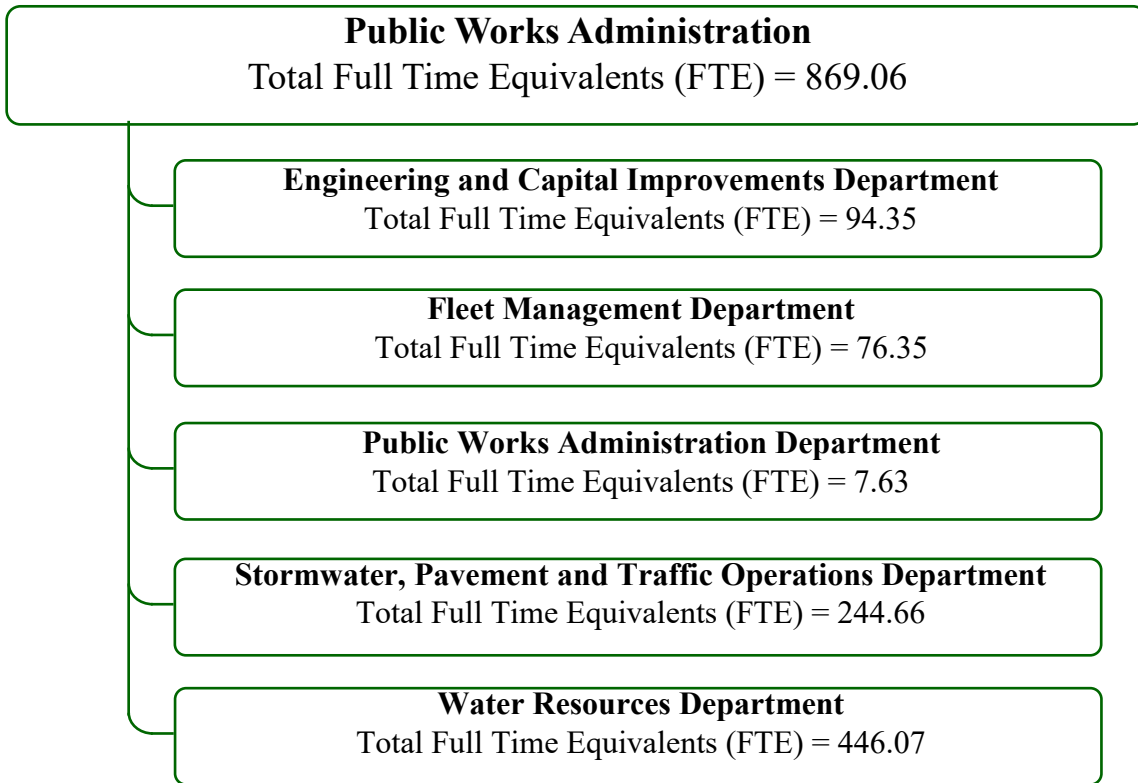 Public Works Administration
Total Full Time Equivalents (FTE) = 869.06
Engineering and Capital Improvements Department
Total Full Time Equivalents (FTE) = 94.35
Fleet Management Department
Total Full Time Equivalents (FTE) = 76.35
Public Works Administration Department
Total Full Time Equivalents (FTE) = 7.63
Stormwater, Pavement and Traffic Operations Department
Total Full Time Equivalents (FTE) = 244.66
Water Resources Department
Total Full Time Equivalents (FTE) = 446.07